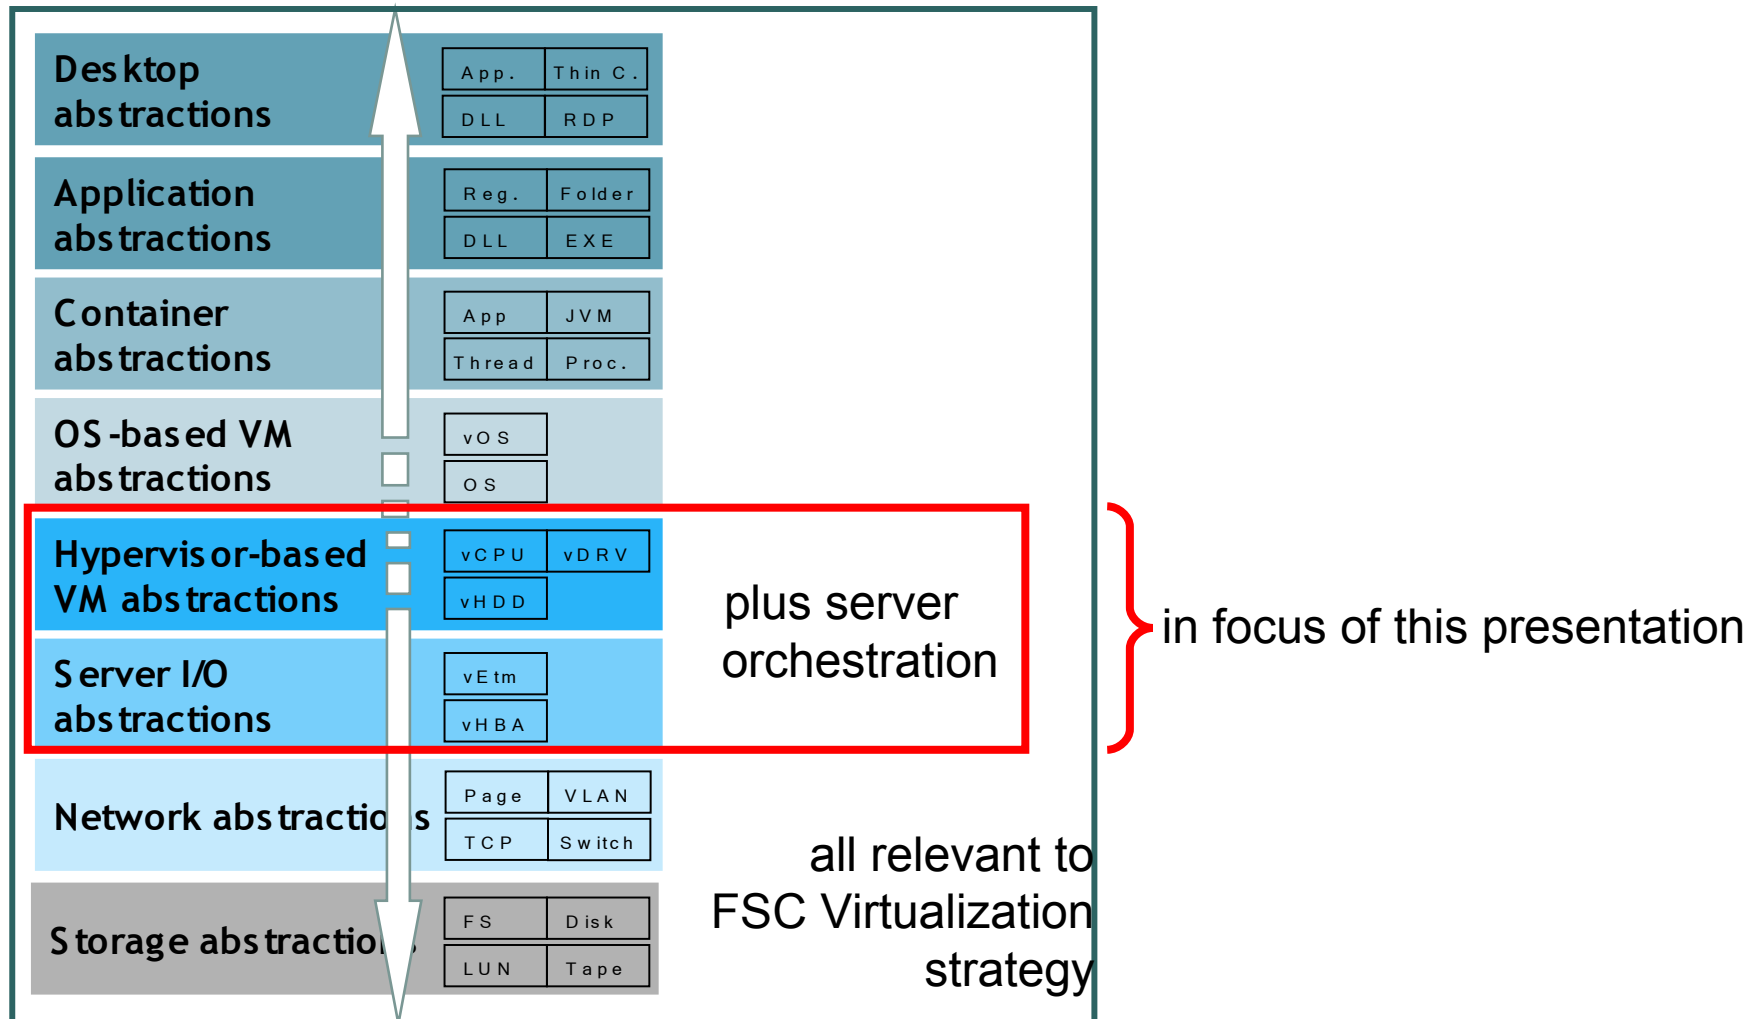 Desktop
abstractions
App. Thin C.
DLL RDP
Application
abstractions
Reg. Folder
DLL EXE
Container
abstractions
App JVM
Thread Proc.
OS-based VM
abstractions
vOS
OS
Hypervisor-based
VM abstractions
vCPU vDRV
vHDD
plus server
orchestration
in focus of this presentation
Server I/O
abstractions
vEtm
vHBA
Network abstractions
Page VLAN
TCP Switch
Storage abstractions
FS Disk
LUN Tape
all relevant to
FSC Virtualization
strategy